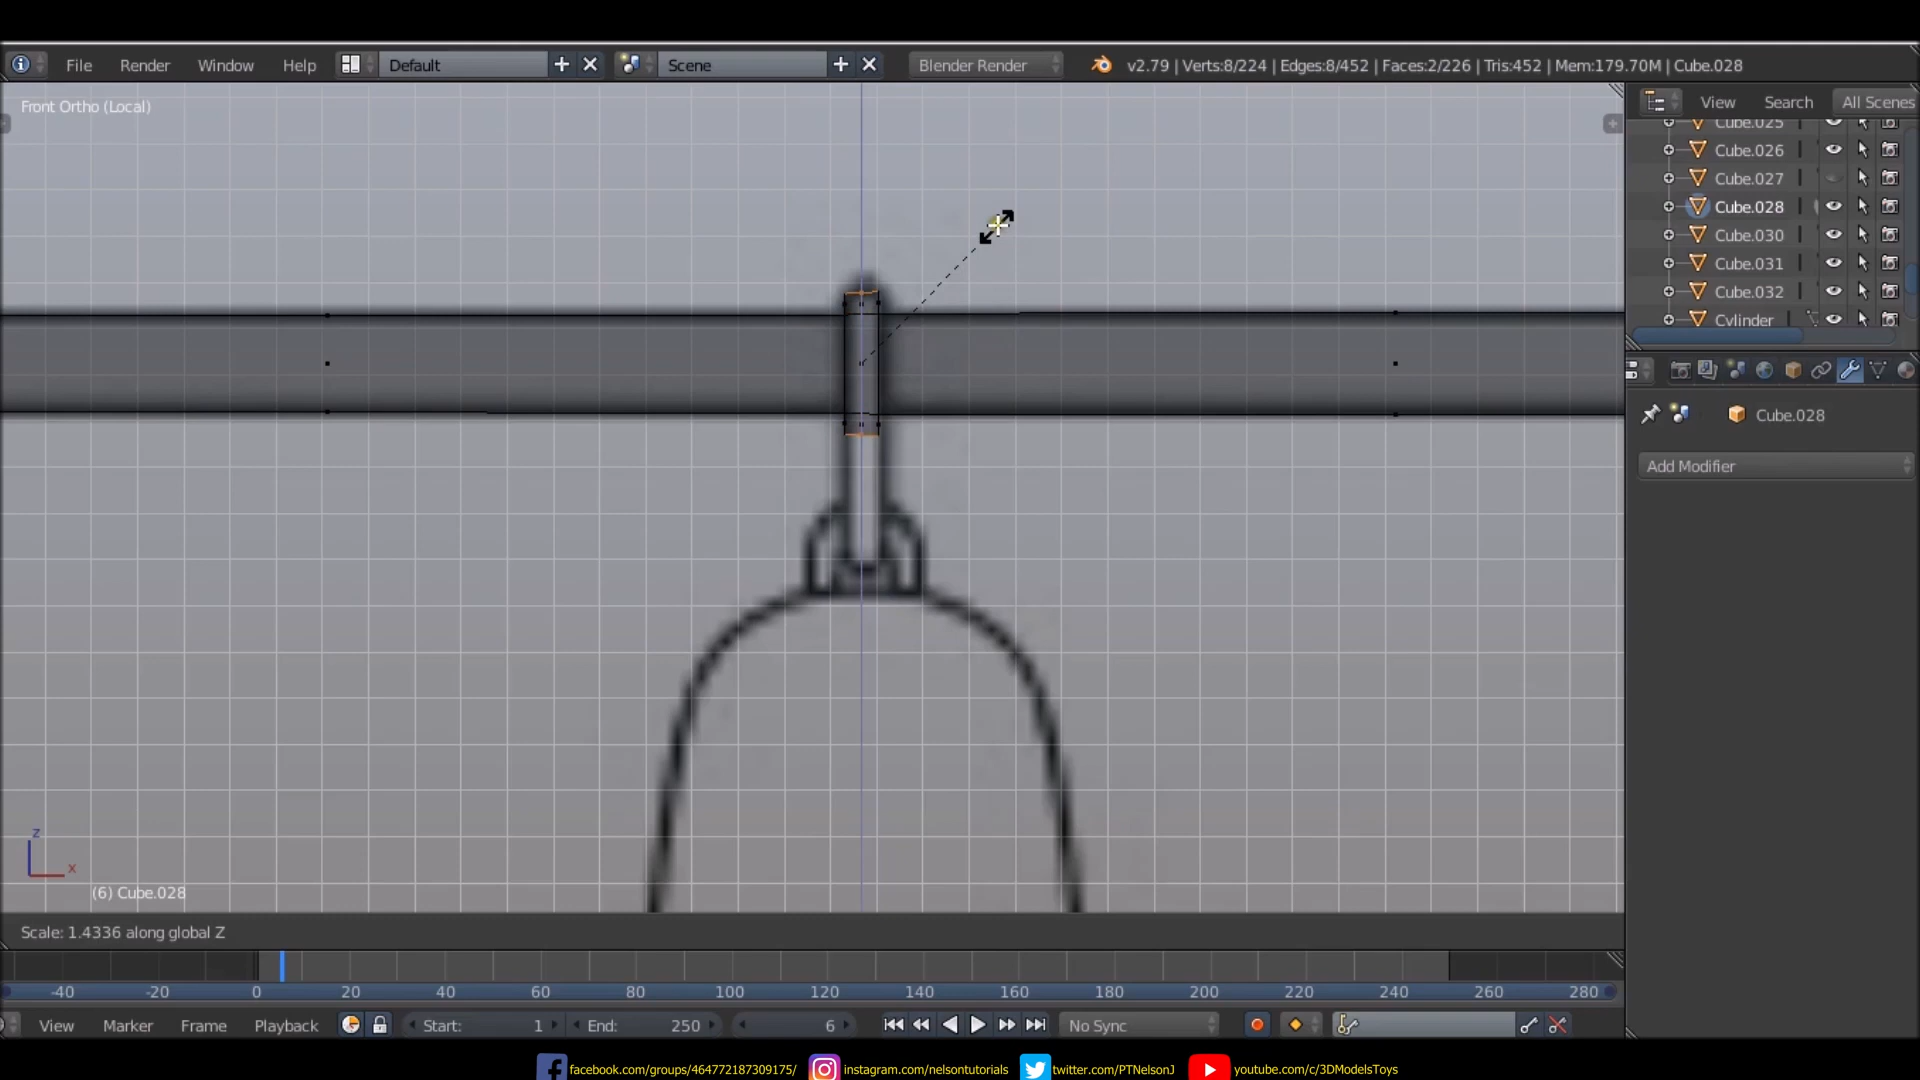 File Render Window Help Default Scene Blender Render v2.79 | Verts:8/224 | Edges:8/452 | Faces:2/226 | Tris:452 | Mem:179.70M | Cube.028
Front Ortho (Local)
View Search All Scenes
Cube.025
Cube.026
Cube.027
Cube.028
Cube.030
Cube.031
Cube.032
Cylinder
Cube.028
Add Modifier
z
x
(6) Cube.028
Scale: 1.4336 along global Z
-40 -20 0 20 40 60 80 100 120 140 160 180 200 220 240 260 280
View Marker Frame Playback Start: 1 End: 250 6 No Sync
facebook.com/groups/464772187309175/ instagram.com/nelsontutorials twitter.com/PTNelsonJ youtube.com/c/3DModelsToys